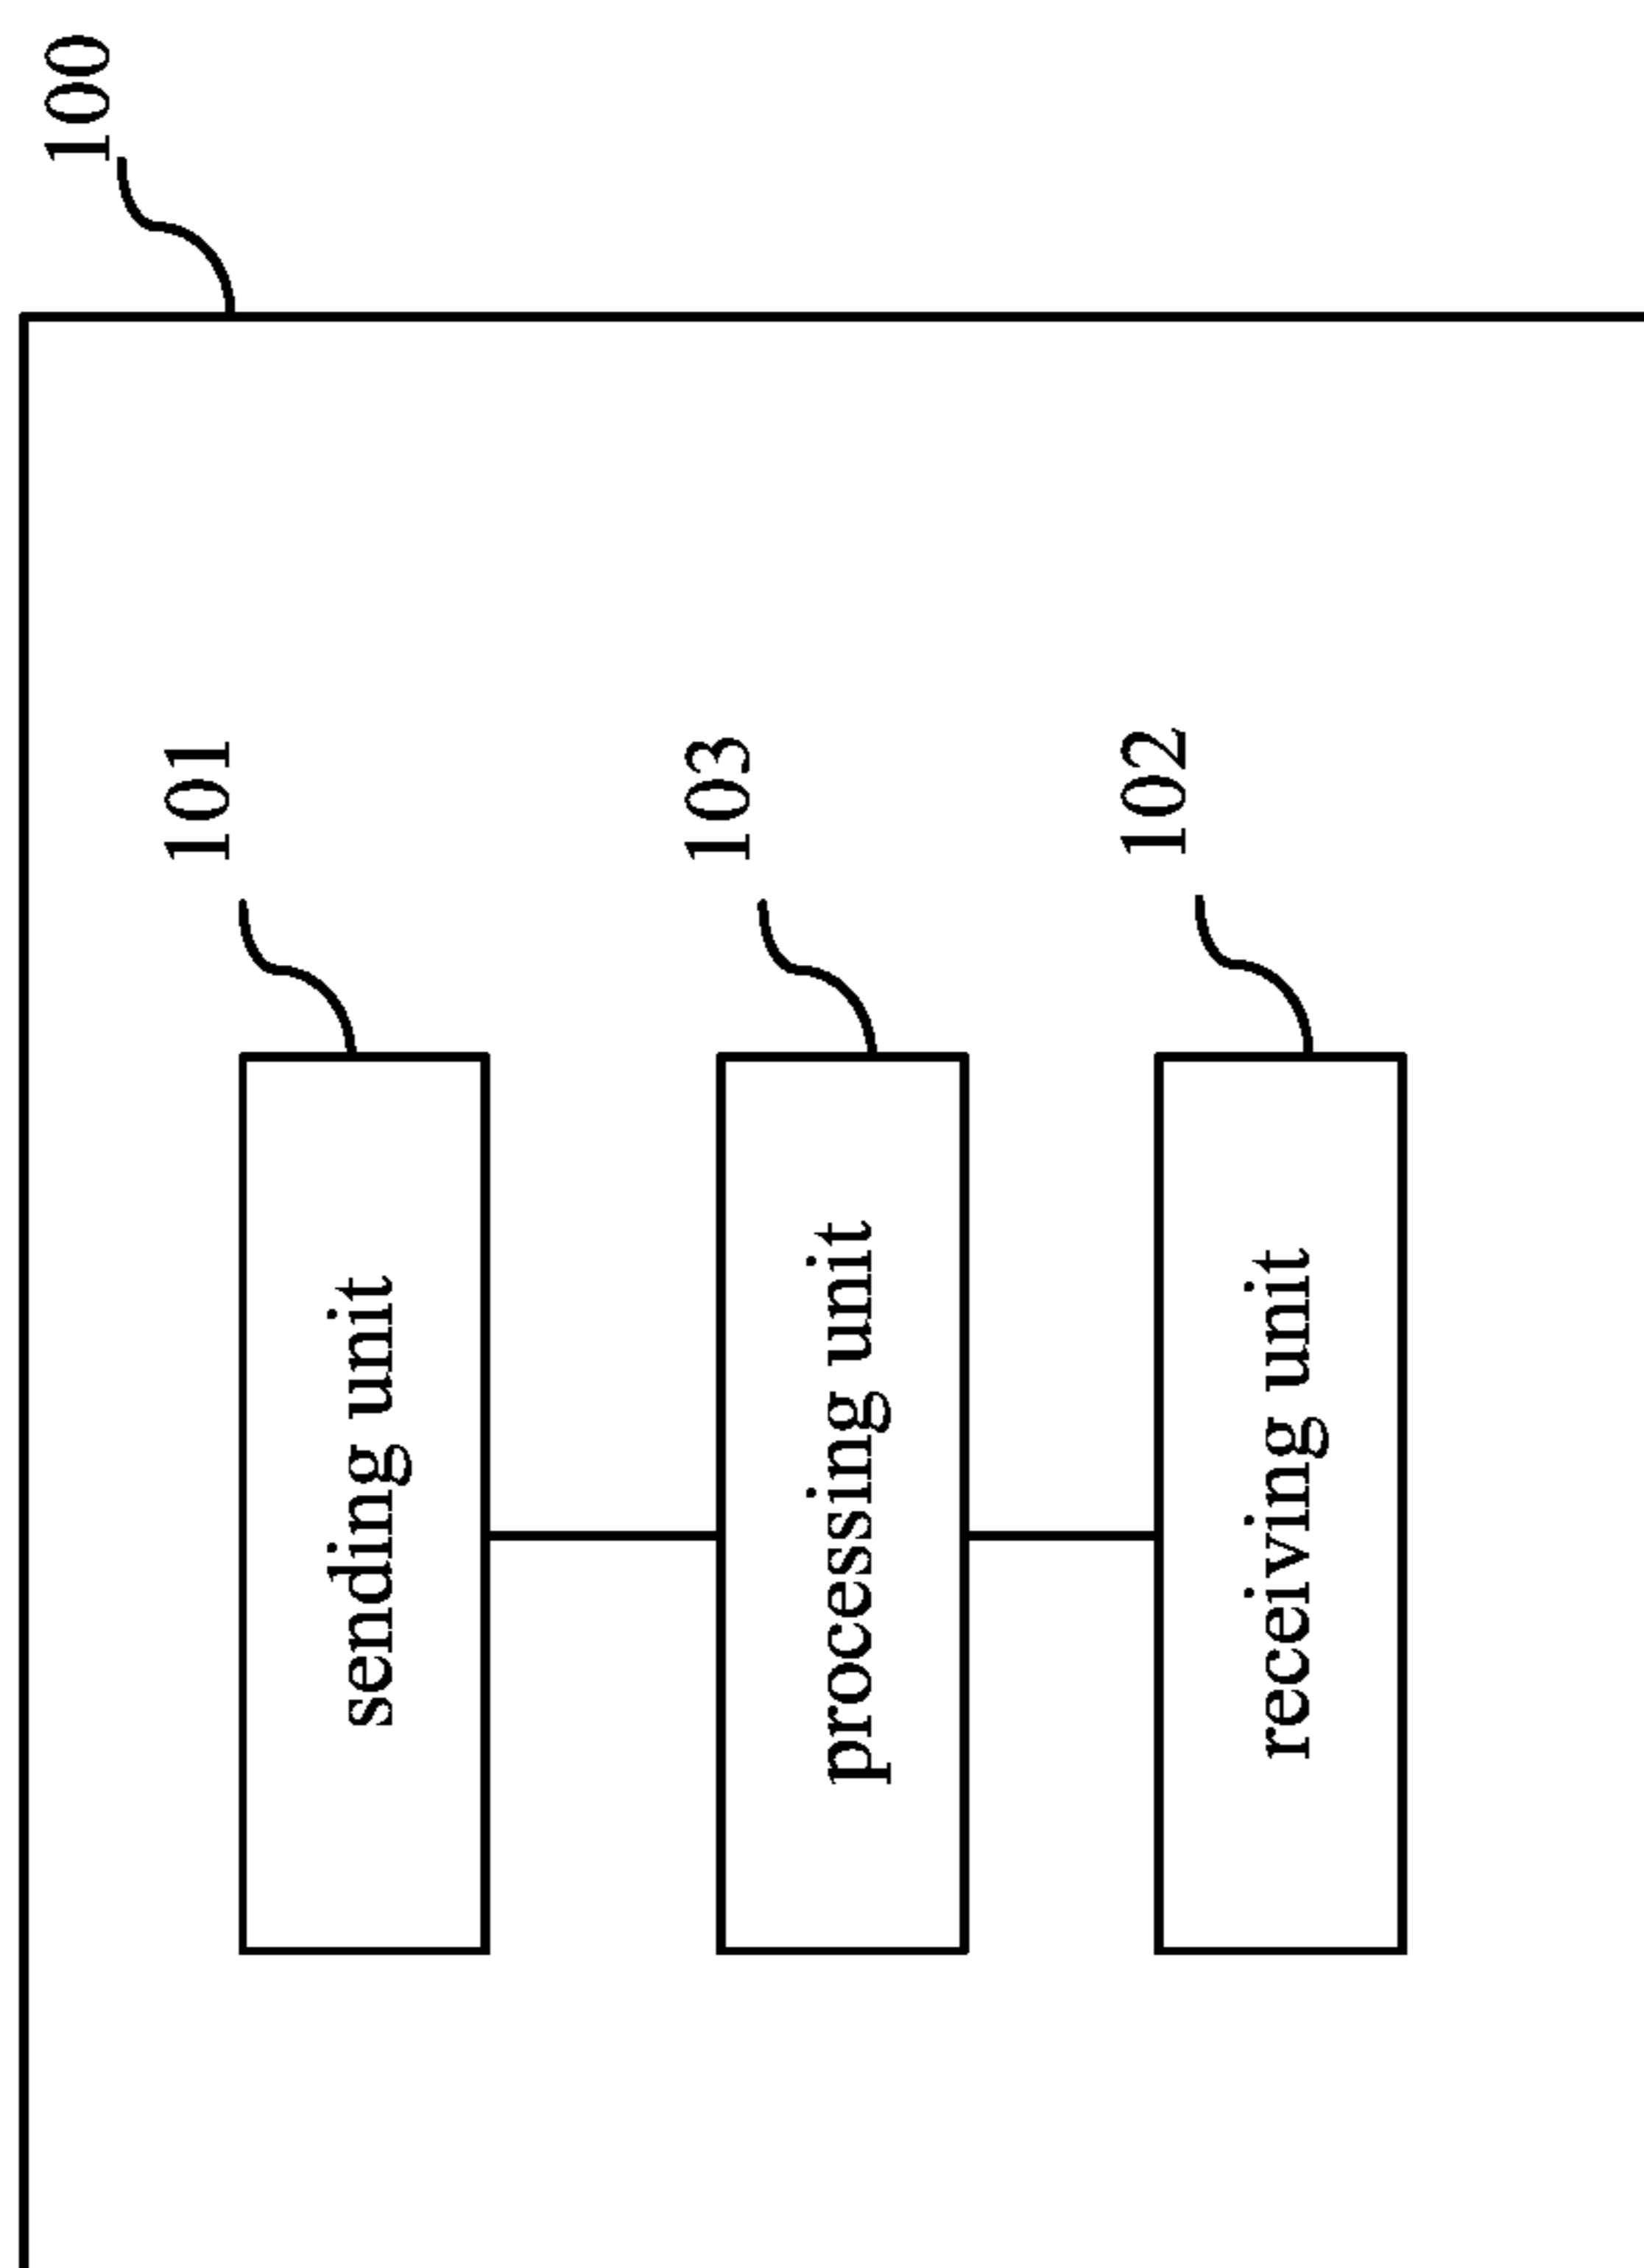 100
101
sending unit
103
processing unit
102
receiving unit